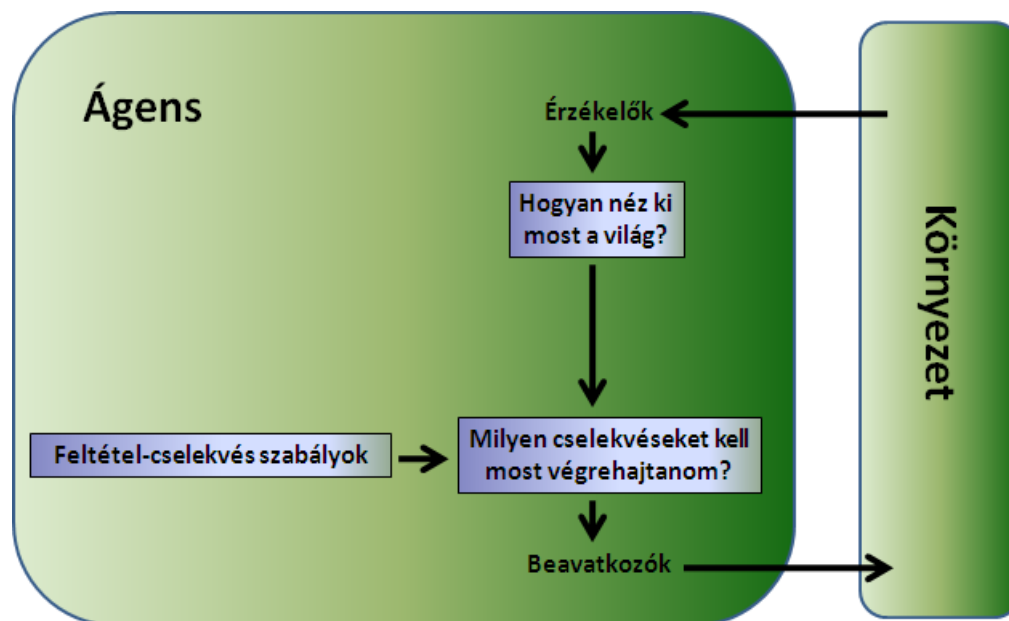 Ágens
Érzékelők
Hogyan néz ki
most a világ?
Környezet
Feltétel-cselekvés szabályok
Milyen cselekvéseket kell
most végrehajtanom?
Beavatkozók